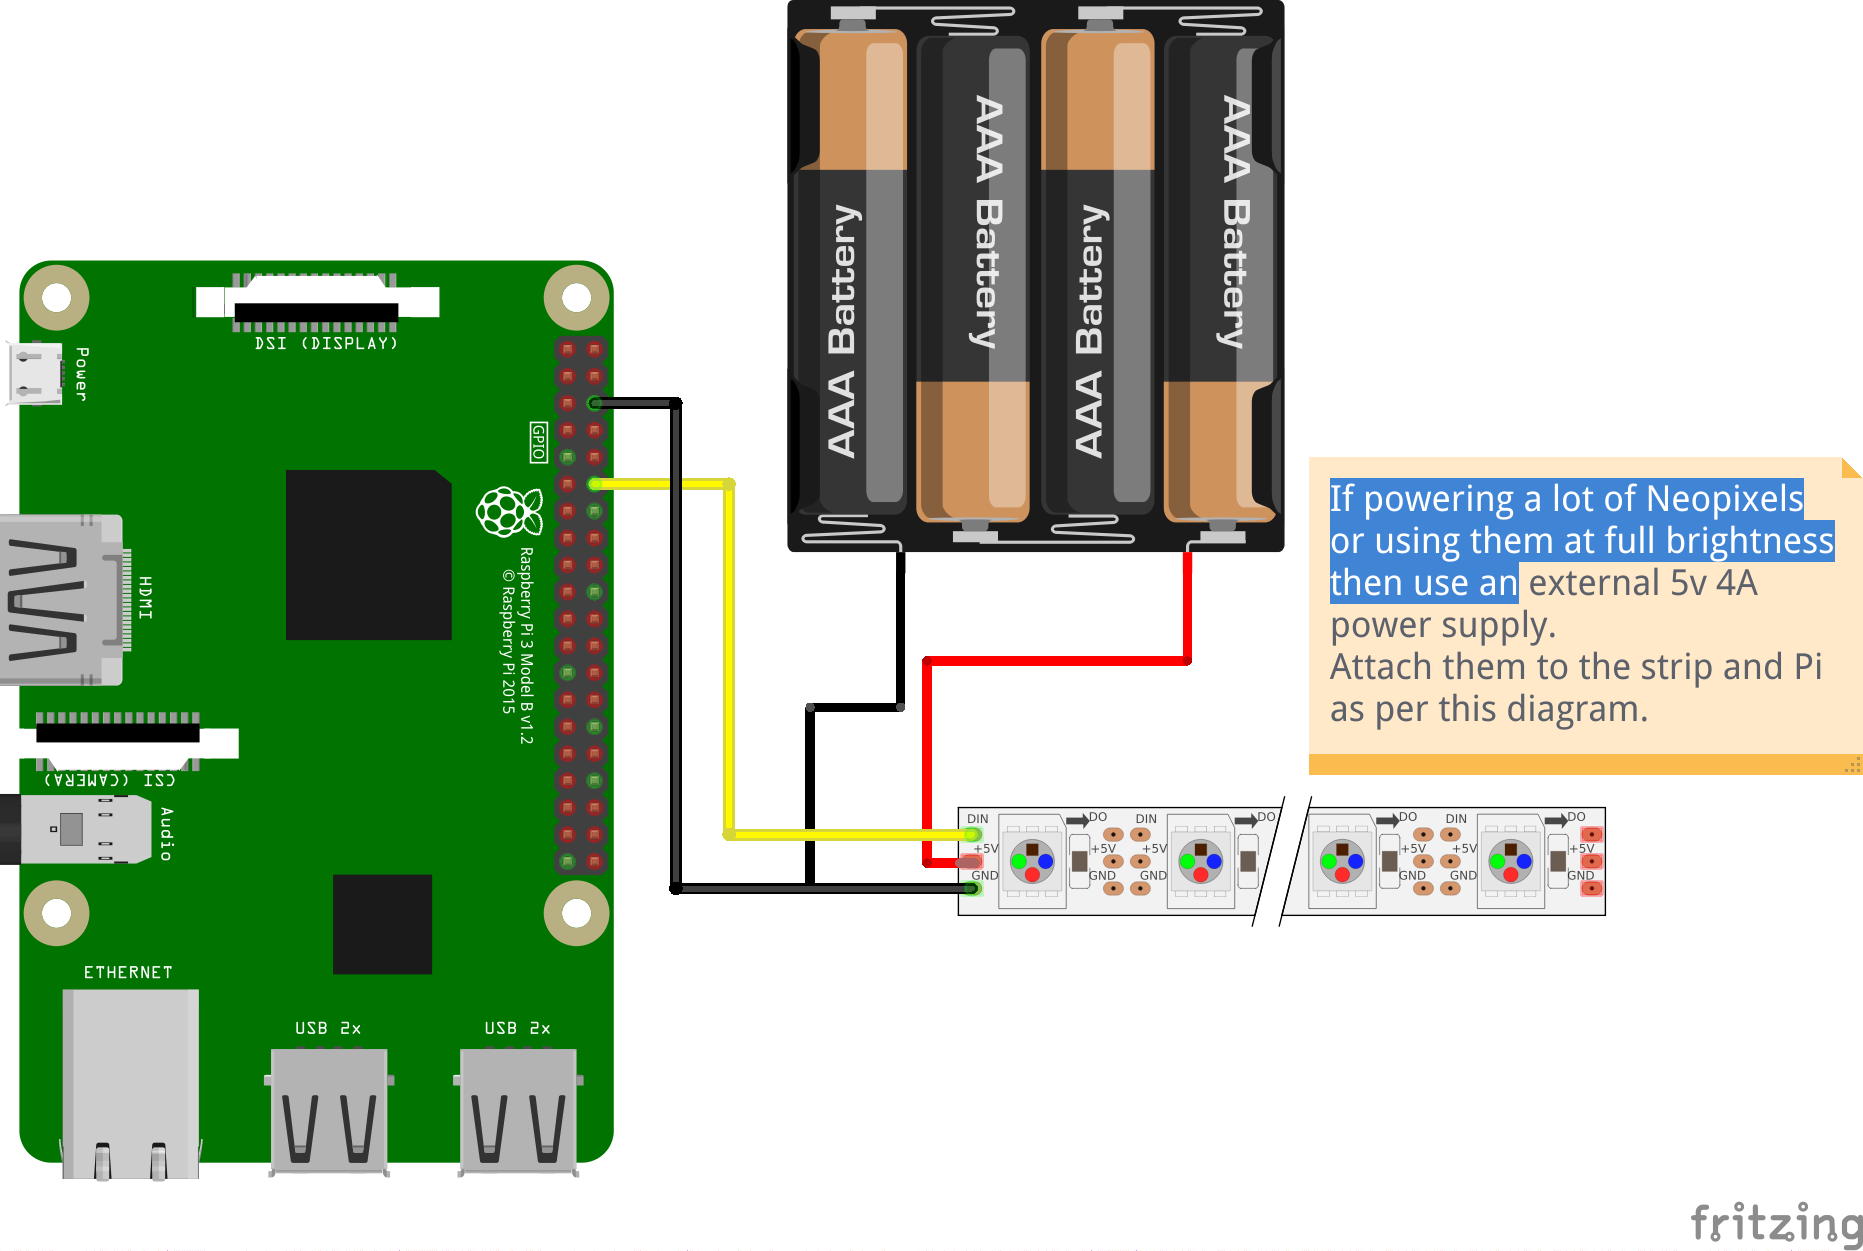 AAA Battery
AAA Battery
AAA Battery
AAA Battery
DSI (DISPLAY)
Power
GPIO
HDMI
Raspberry Pi 3 Model B v1.2
© Raspberry Pi 2015
CSI (CAMERA)
Audio
ETHERNET
USB 2x
USB 2x
If powering a lot of Neopixels
or using them at full brightness
then use an external 5v 4A
power supply.
Attach them to the strip and Pi
as per this diagram.
DIN DO DIN DO DO DIN DO
+5V +5V +5V +5V +5V +5V
GND GND GND GND GND GND
fritzing